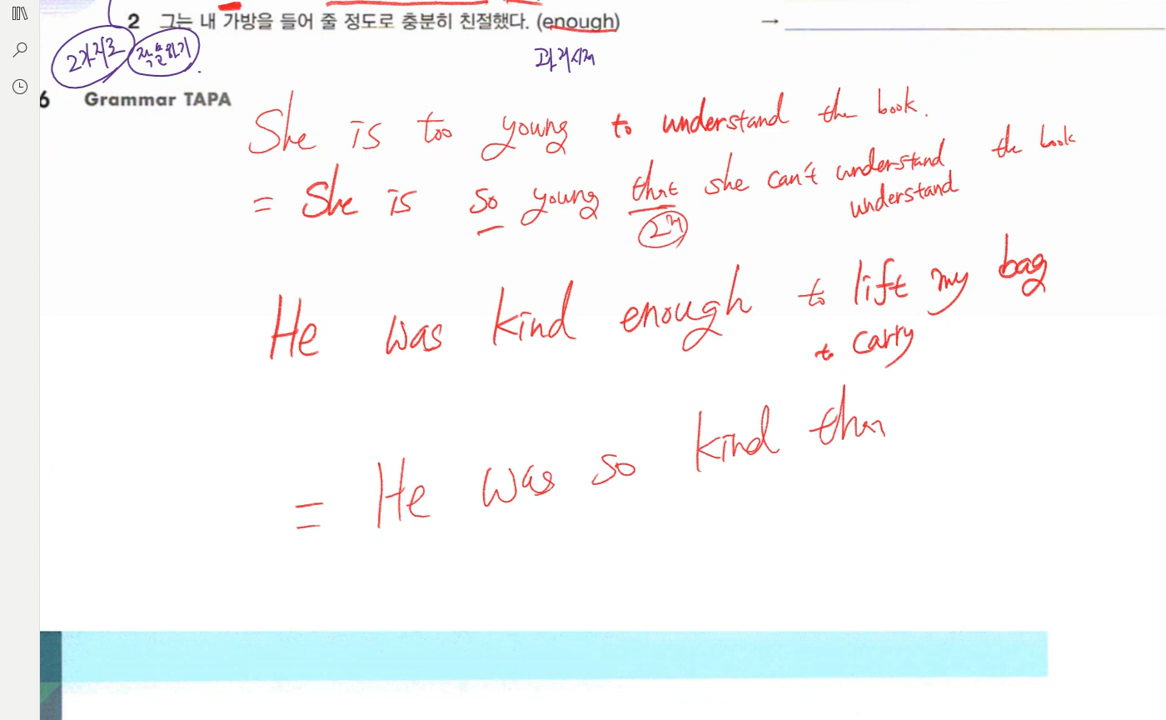 2 그는 내 가방을 들어 줄 정도로 충분히 친절했다. (enough) →
2가지로 작문하기
과거시제
6 Grammar TAPA
She is too young to understand the book.
= She is so young that she can't understand the book
understand
He was kind enough to lift my bag
to carry
= He was so kind tha